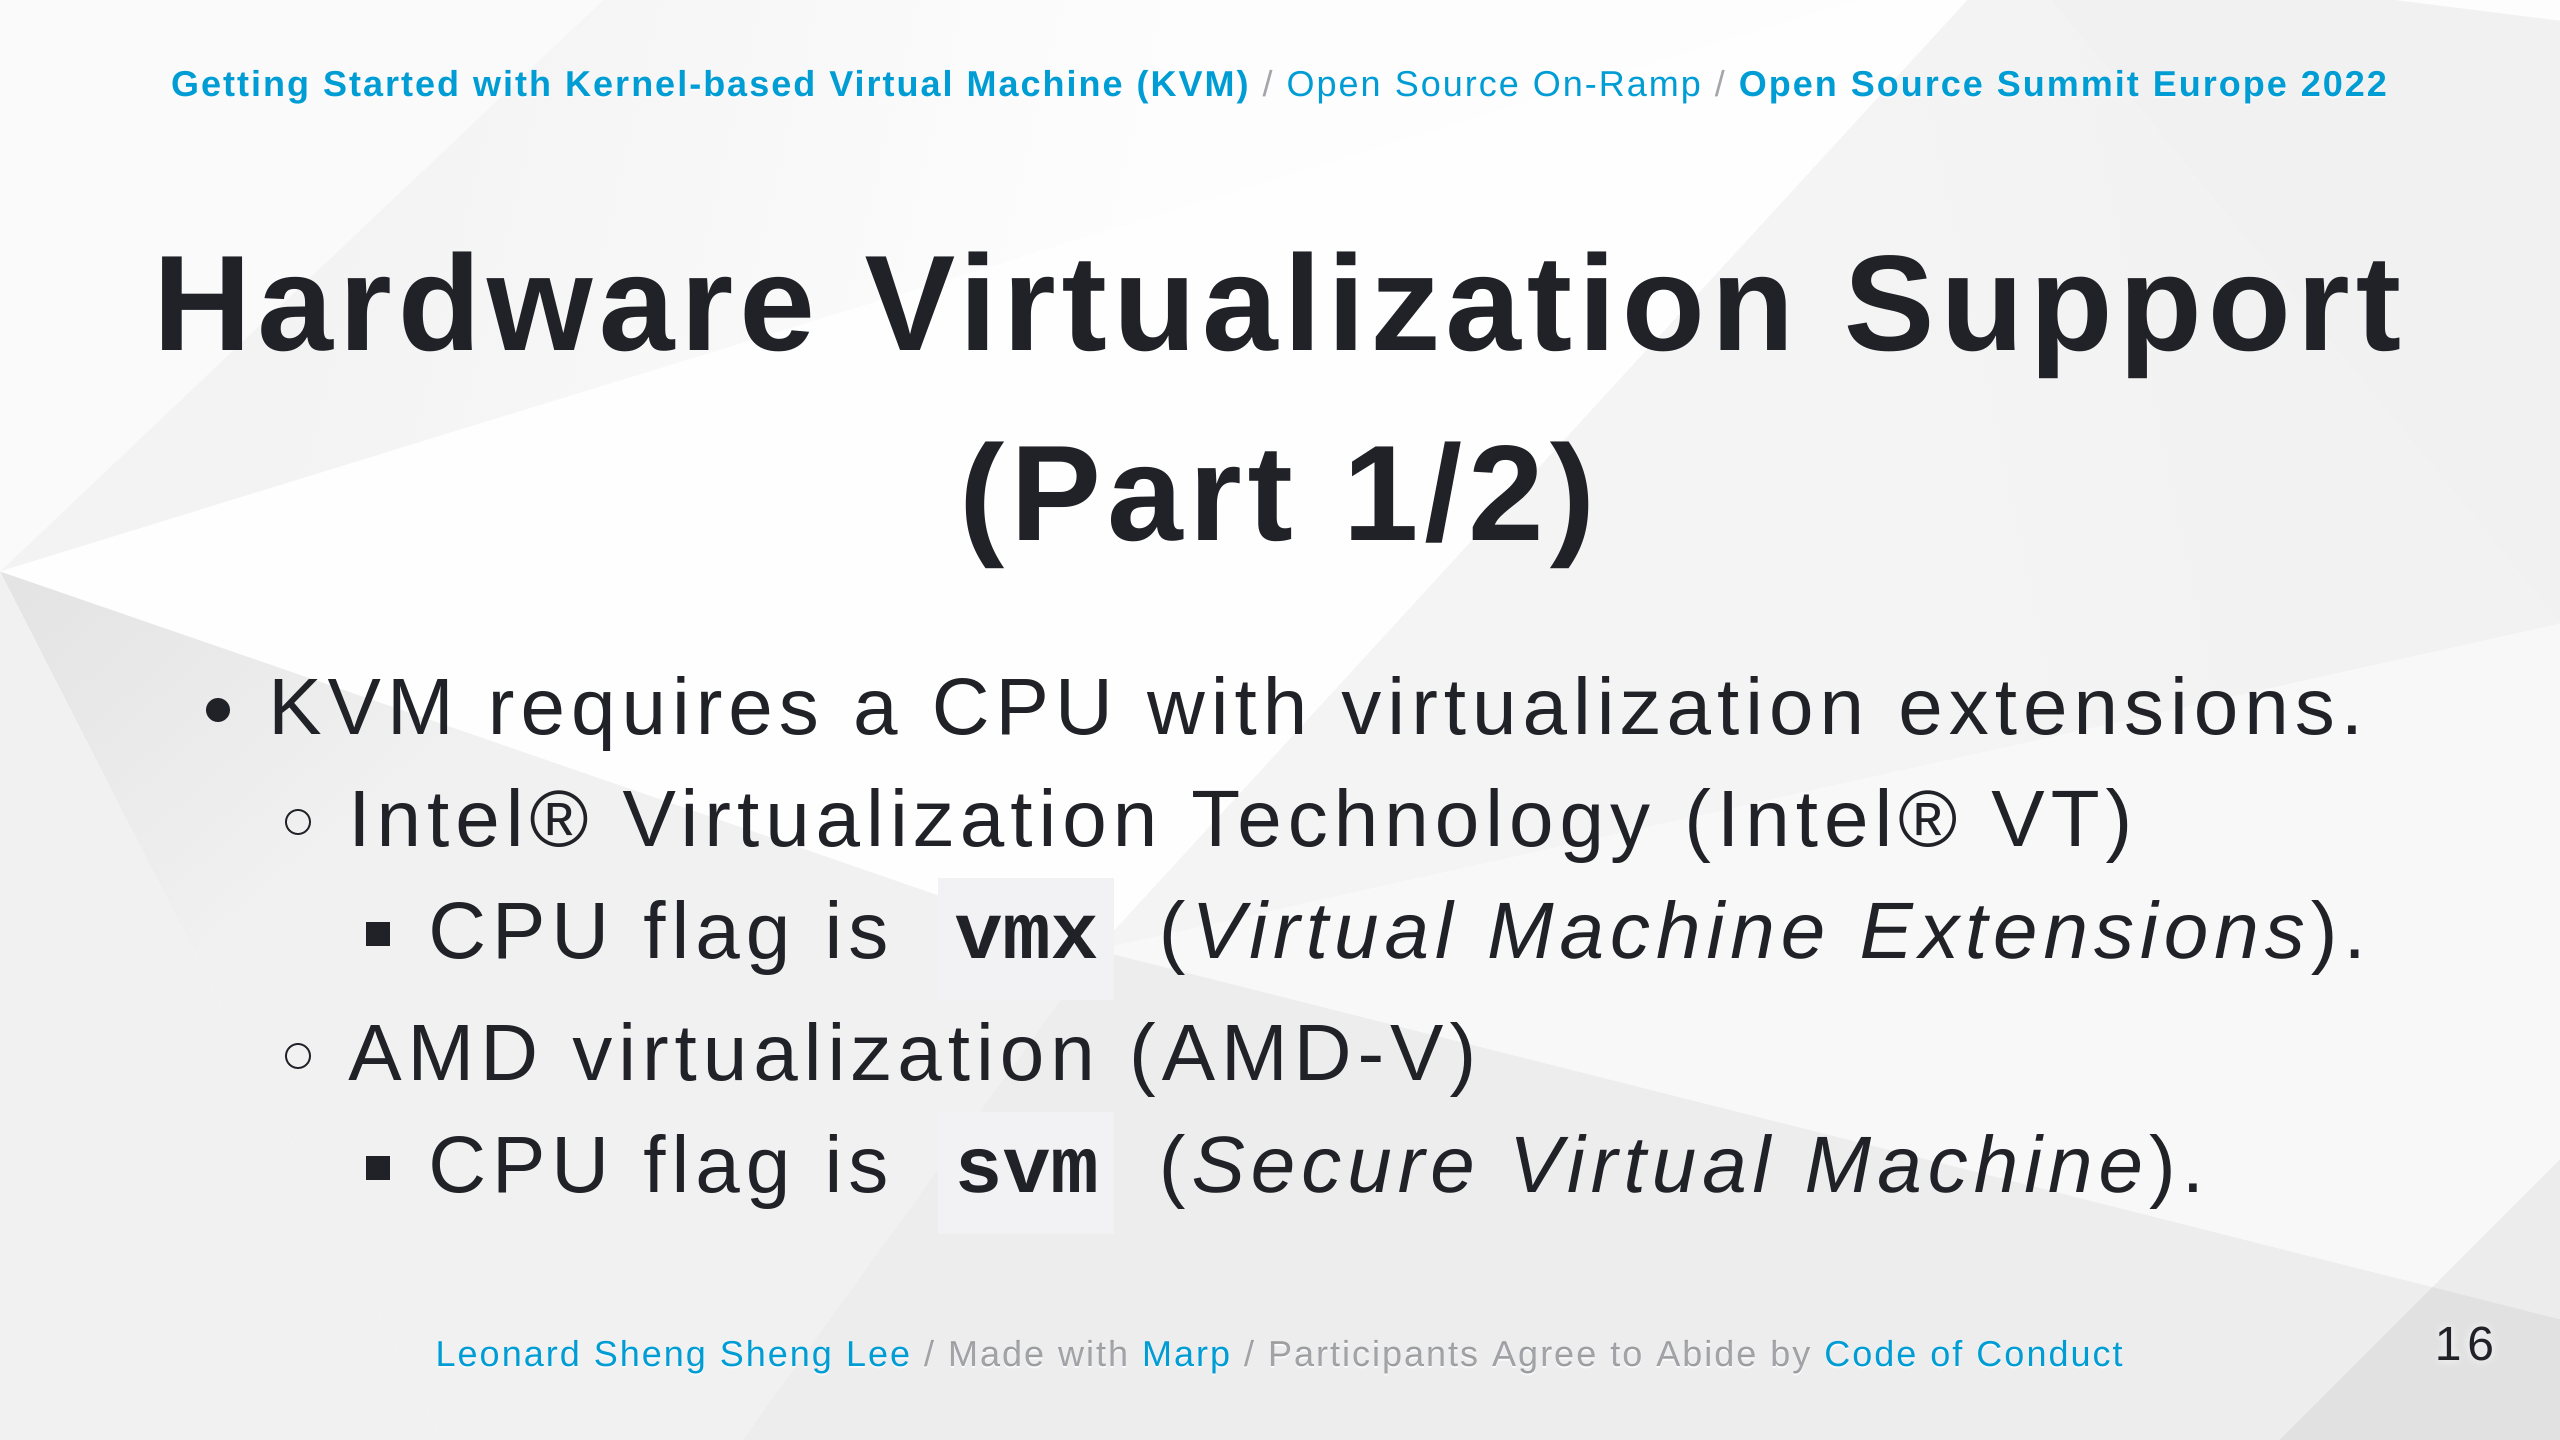 Getting Started with Kernel-based Virtual Machine (KVM) / Open Source On-Ramp / Open Source Summit Europe 2022
Hardware Virtualization Support
(Part 1/2)
• KVM requires a CPU with virtualization extensions.
○ Intel® Virtualization Technology (Intel® VT)
▪ CPU flag is vmx (Virtual Machine Extensions).
○ AMD virtualization (AMD-V)
▪ CPU flag is svm (Secure Virtual Machine).
Leonard Sheng Sheng Lee / Made with Marp / Participants Agree to Abide by Code of Conduct
16